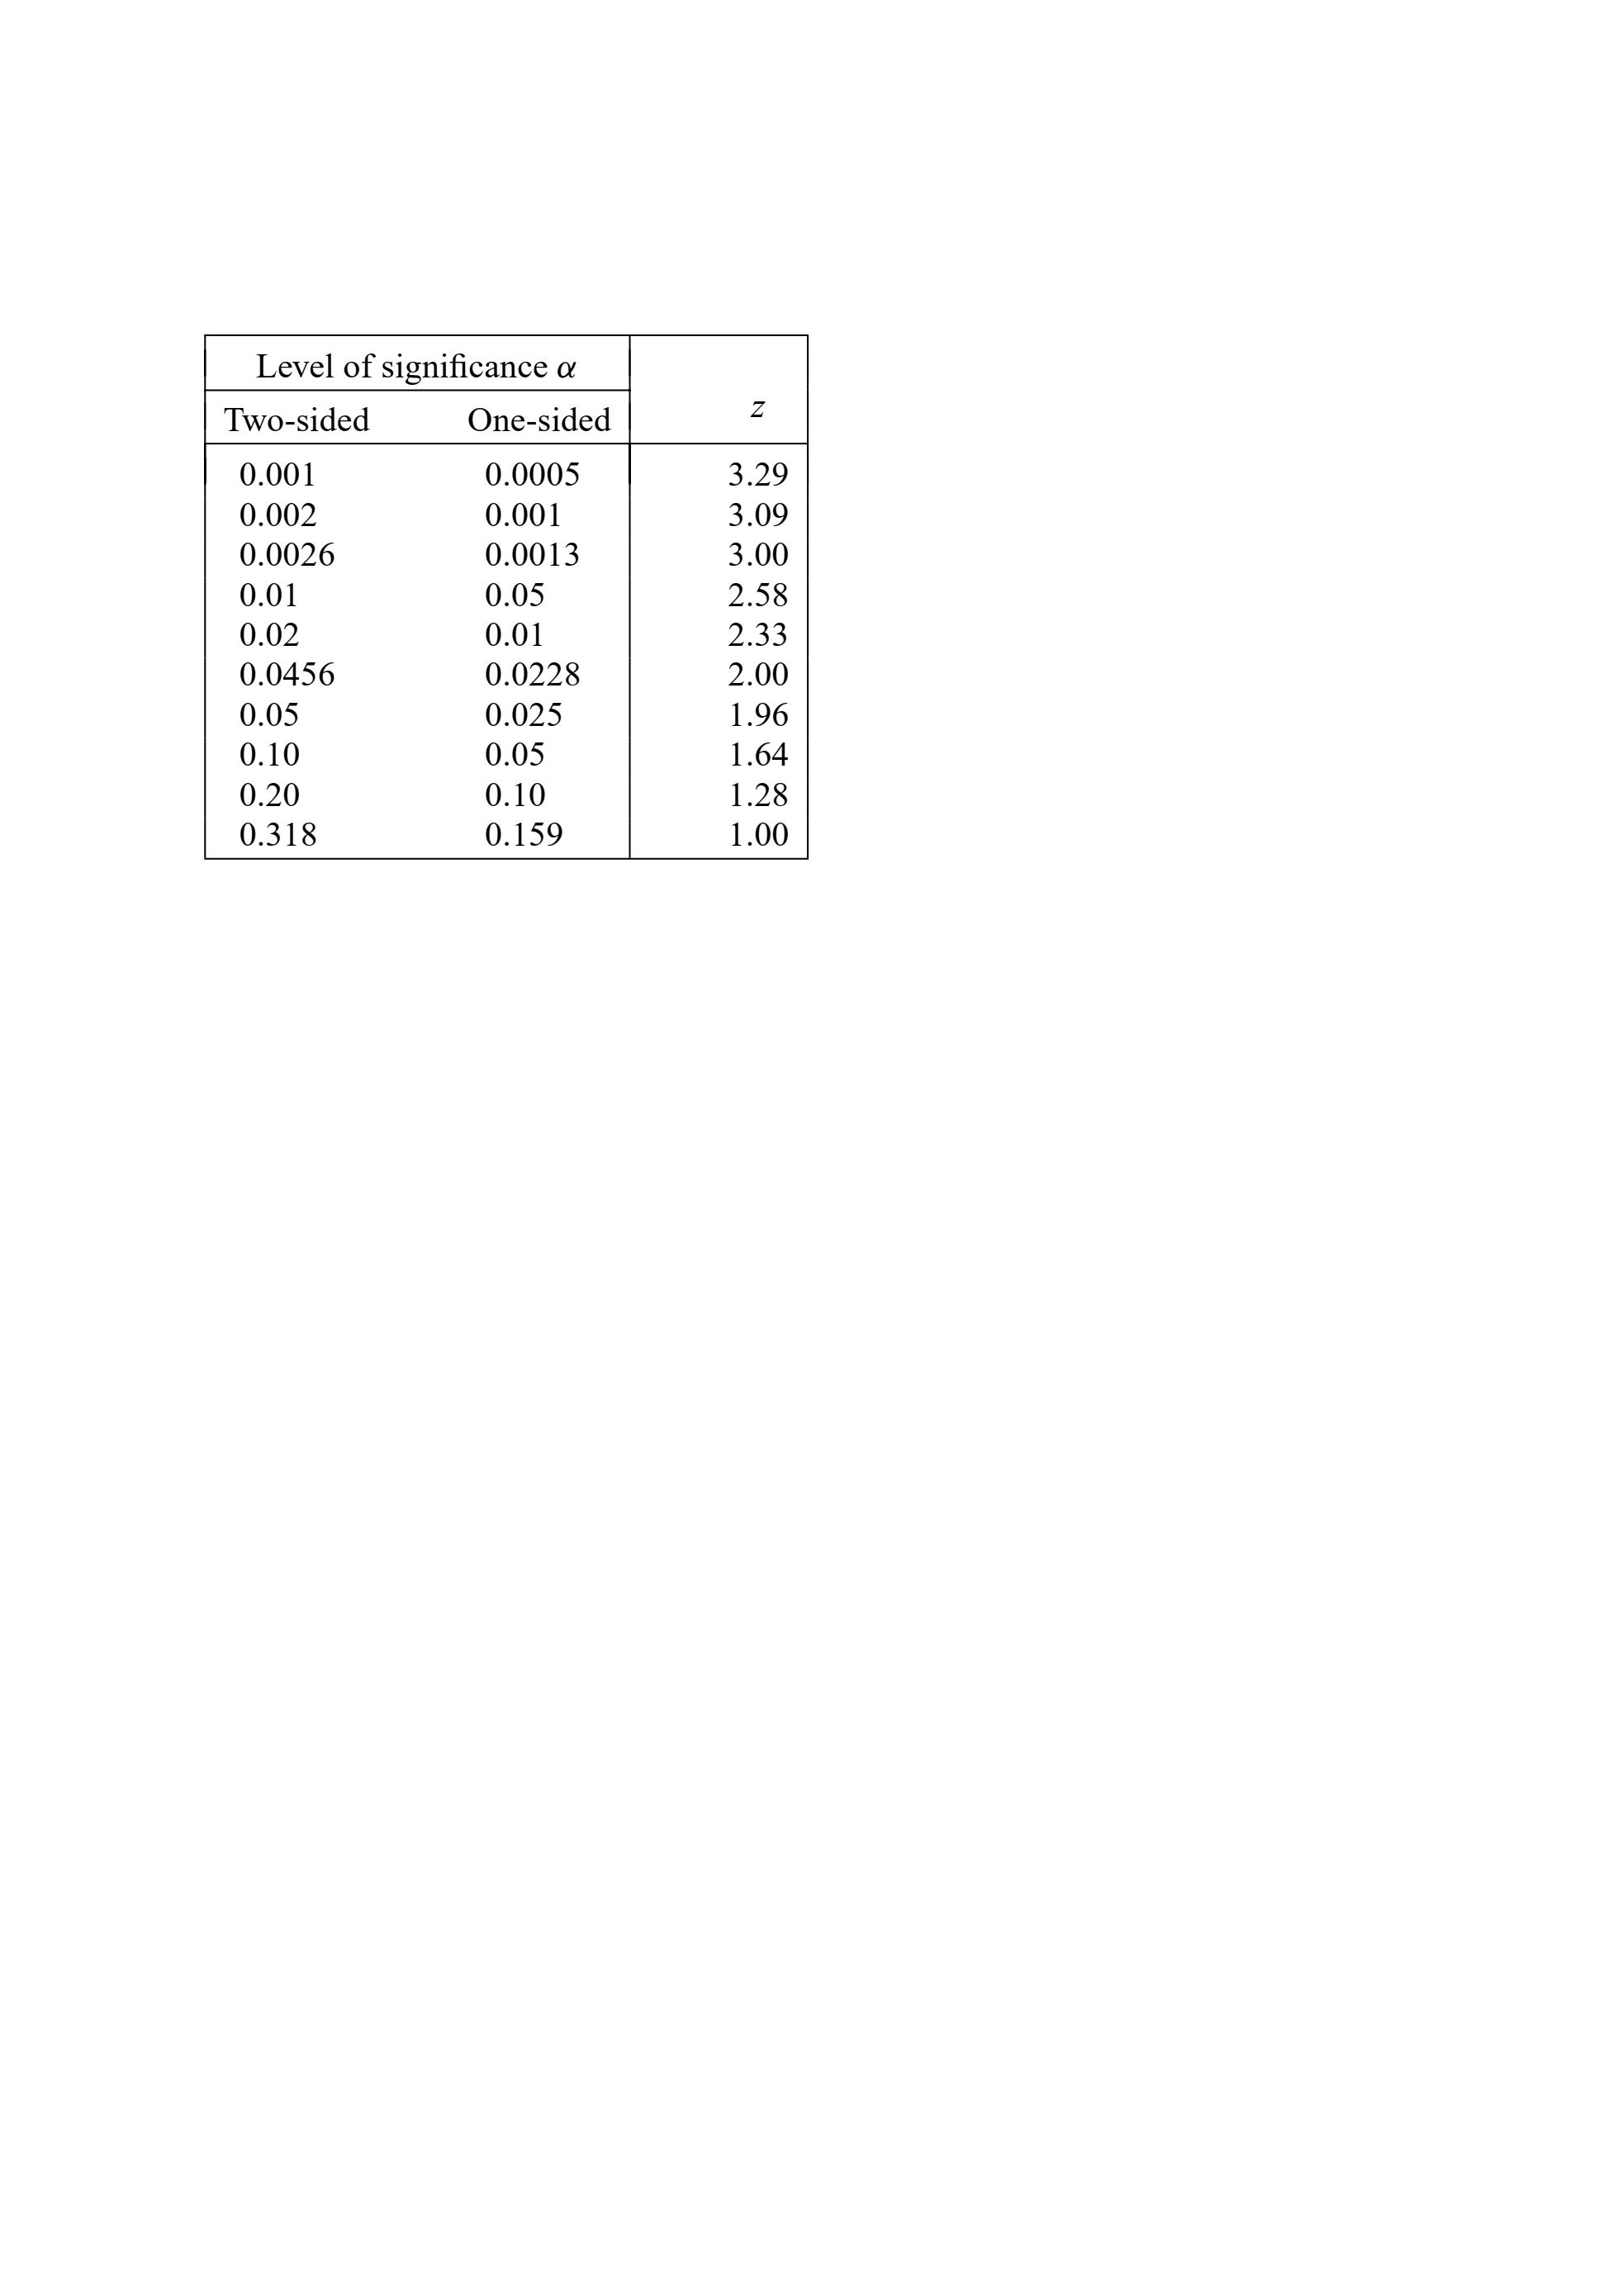 Level of significance α
z
Two-sided One-sided
0.001 0.0005 3.29
0.002 0.001 3.09
0.0026 0.0013 3.00
0.01 0.05 2.58
0.02 0.01 2.33
0.0456 0.0228 2.00
0.05 0.025 1.96
0.10 0.05 1.64
0.20 0.10 1.28
0.318 0.159 1.00